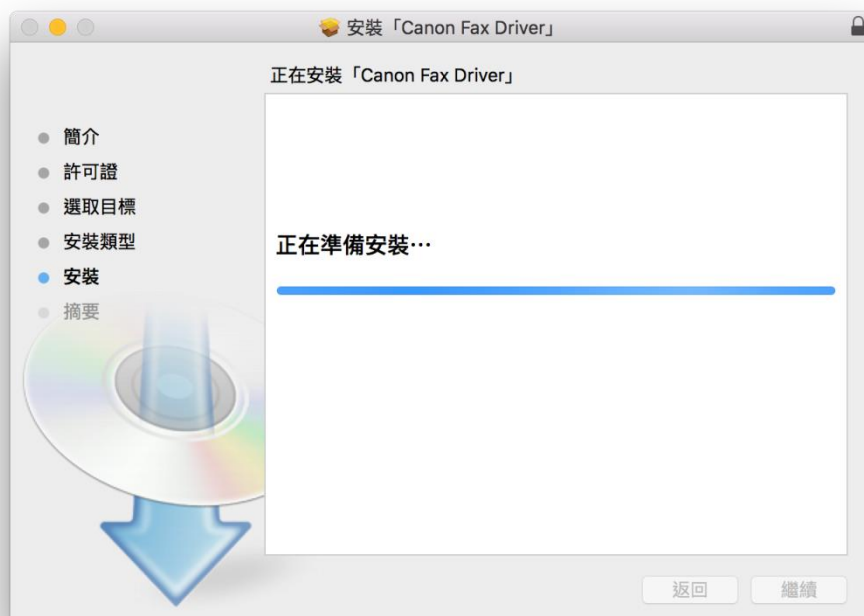 安裝「Canon Fax Driver」
正在安裝「Canon Fax Driver」
簡介
許可證
選取目標
安裝類型
安裝
摘要
正在準備安裝⋯
返回
繼續